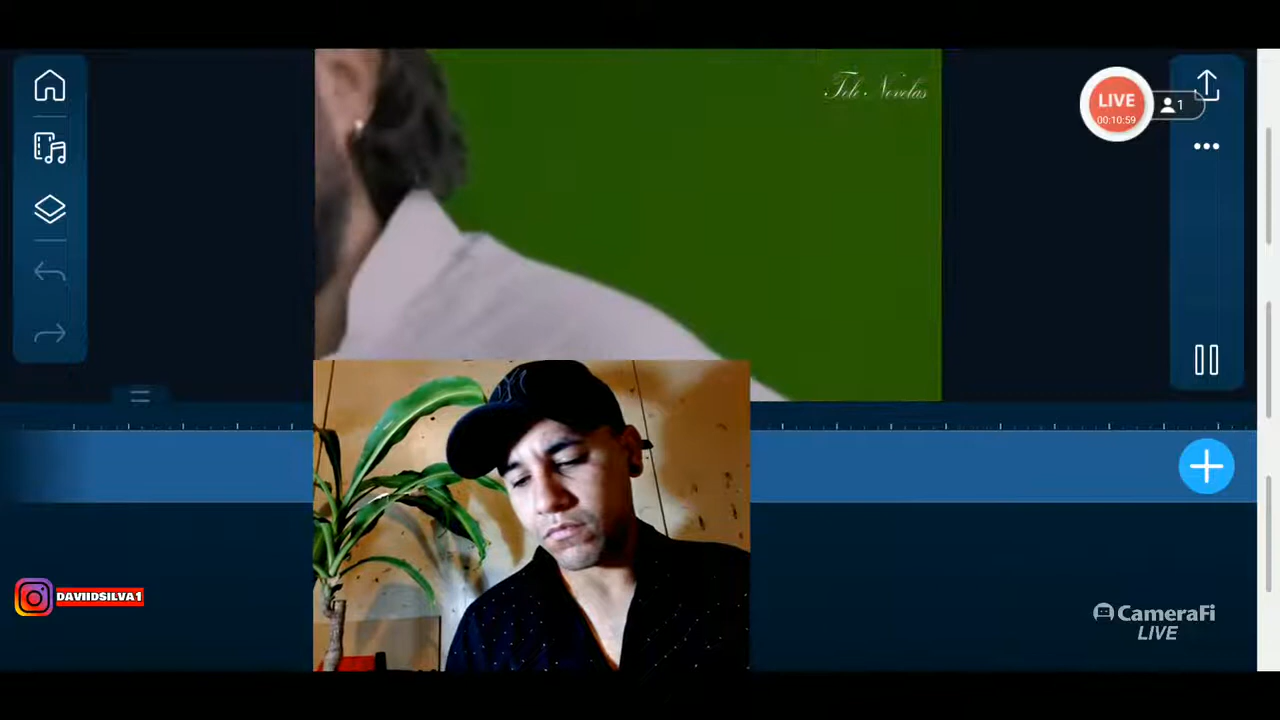 Tele Novelas
LIVE
00:10:59
1
DAVIIDSILVA1
CameraFi
LIVE